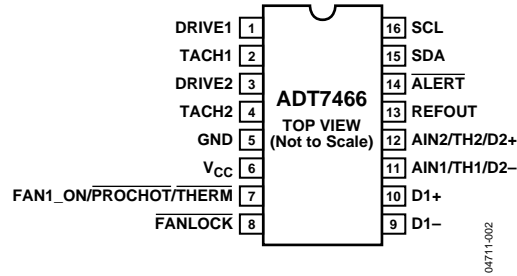 DRIVE1 1
TACH1 2
DRIVE2 3
TACH2 4
GND 5
VCC 6
FAN1_ON/PROCHOT/THERM 7
FANLOCK 8
ADT7466
TOP VIEW
(Not to Scale)
16 SCL
15 SDA
14 ALERT
13 REFOUT
12 AIN2/TH2/D2+
11 AIN1/TH1/D2–
10 D1+
9 D1–
04711-002